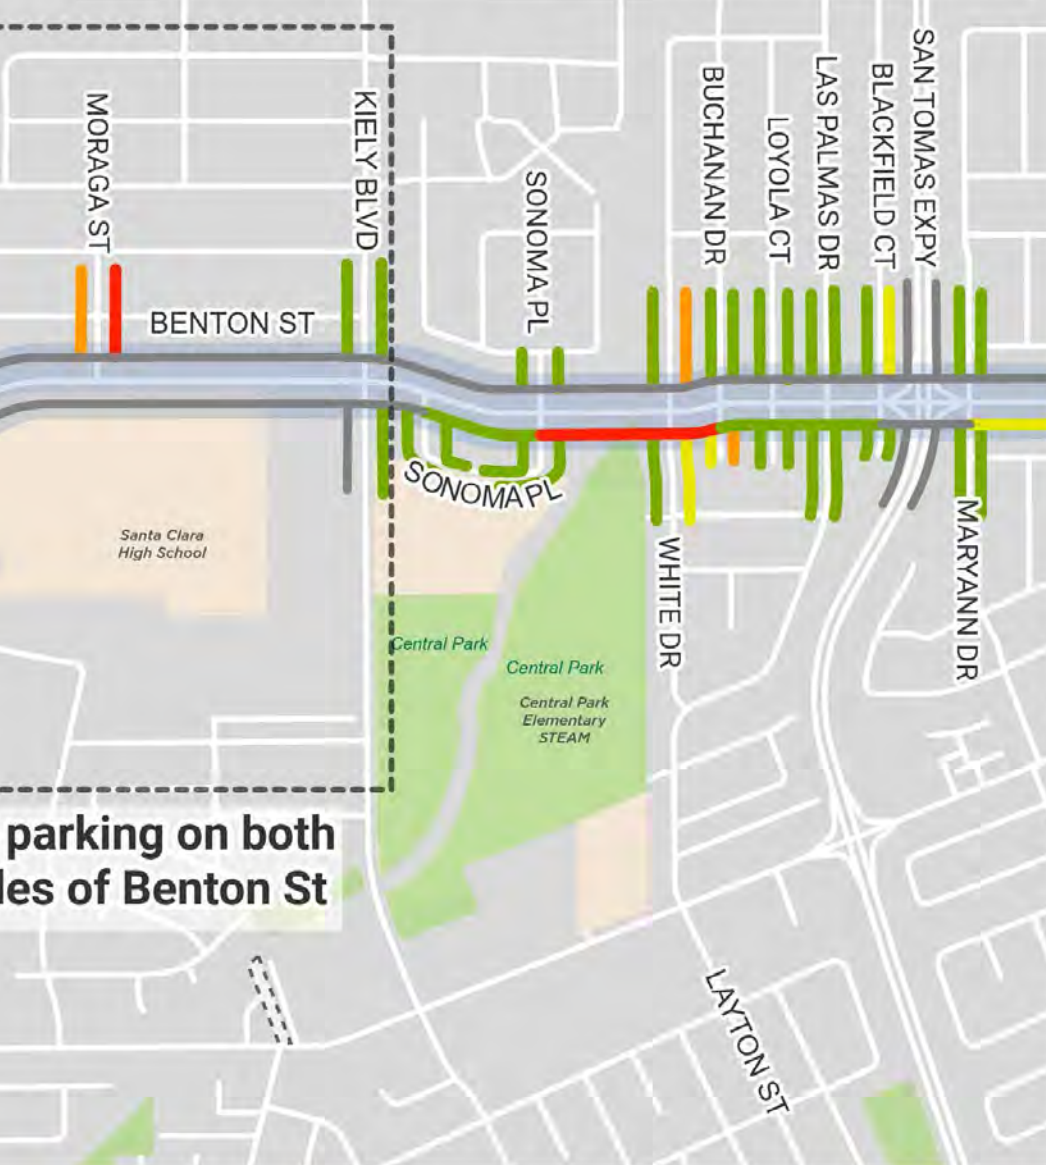 SAN TOMAS EXPY
LAS PALMAS DR
BLACKFIELD CT
BUCHANAN DR
MORAGA ST
KIELY BLVD
LOYOLA CT
SONOMA PL
BENTON ST
SONOMA PL
Santa Clara
High School
MARYANN DR
WHITE DR
Central Park
Central Park
Central Park
Elementary
STEAM
parking on both
les of Benton St
LAYTON ST